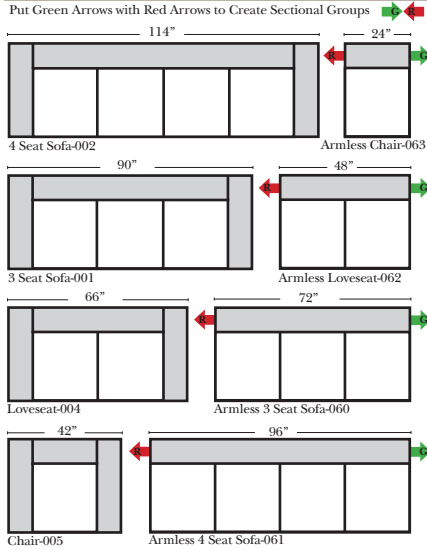 Put Green Arrows with Red Arrows to Create Sectional Groups G R
114” 24”
R G
4 Seat Sofa-002 Armless Chair-063
90” 48”
R G
3 Seat Sofa-001 Armless Loveseat-062
66” 72”
R G
Loveseat-004 Armless 3 Seat Sofa-060
42” 96”
R G
Chair-005 Armless 4 Seat Sofa-061